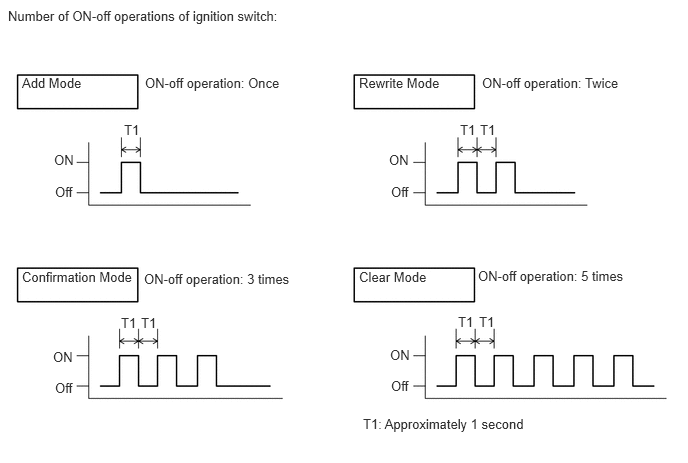 Number of ON-off operations of ignition switch:
Add Mode ON-off operation: Once
T1
ON
Off
Rewrite Mode ON-off operation: Twice
T1 T1
ON
Off
Confirmation Mode ON-off operation: 3 times
T1 T1
ON
Off
Clear Mode ON-off operation: 5 times
T1 T1
ON
Off
T1: Approximately 1 second